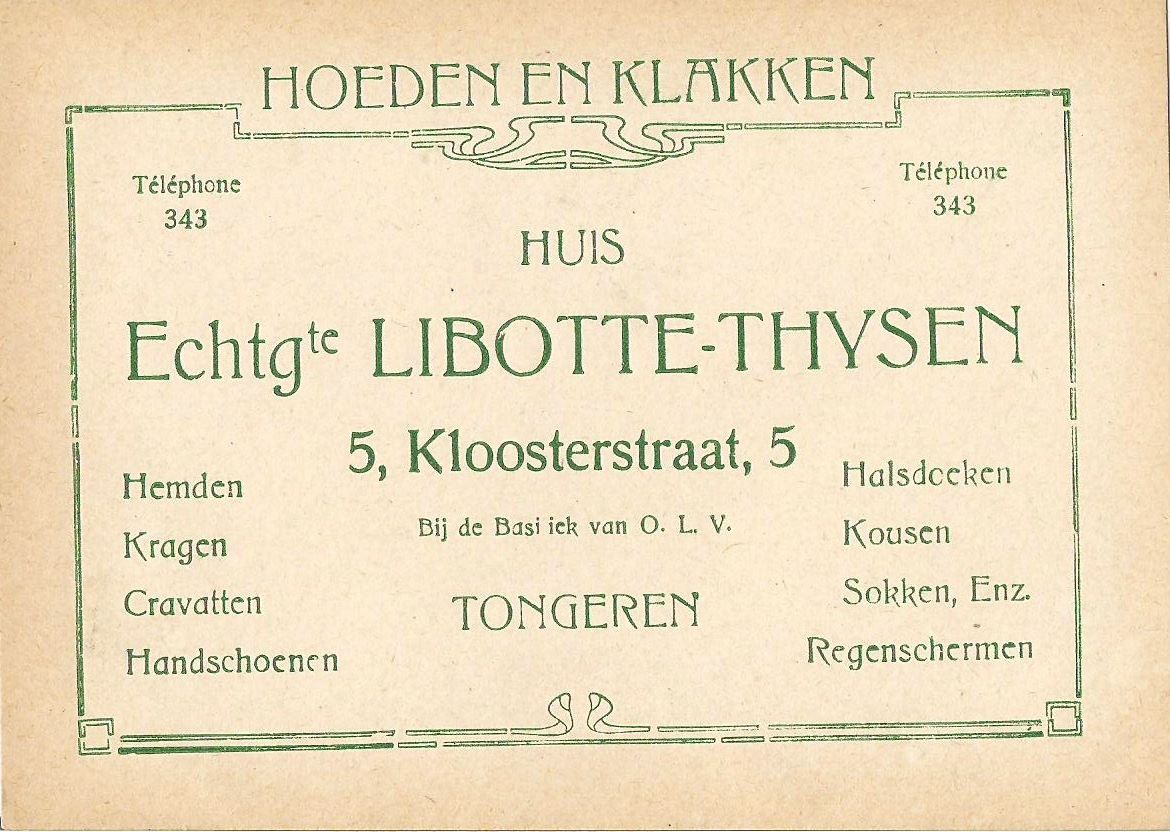 HOEDEN EN KLAKKEN
Téléphone
343
Téléphone
343
HUIS
Echtgte LIBOTTE-THYSEN
5, Kloosterstraat, 5
Bij de Basi iek van O. L. V.
TONGEREN
Hemden
Kragen
Cravatten
Handschoenen
Halsdoeken
Kousen
Sokken, Enz.
Regenschermen